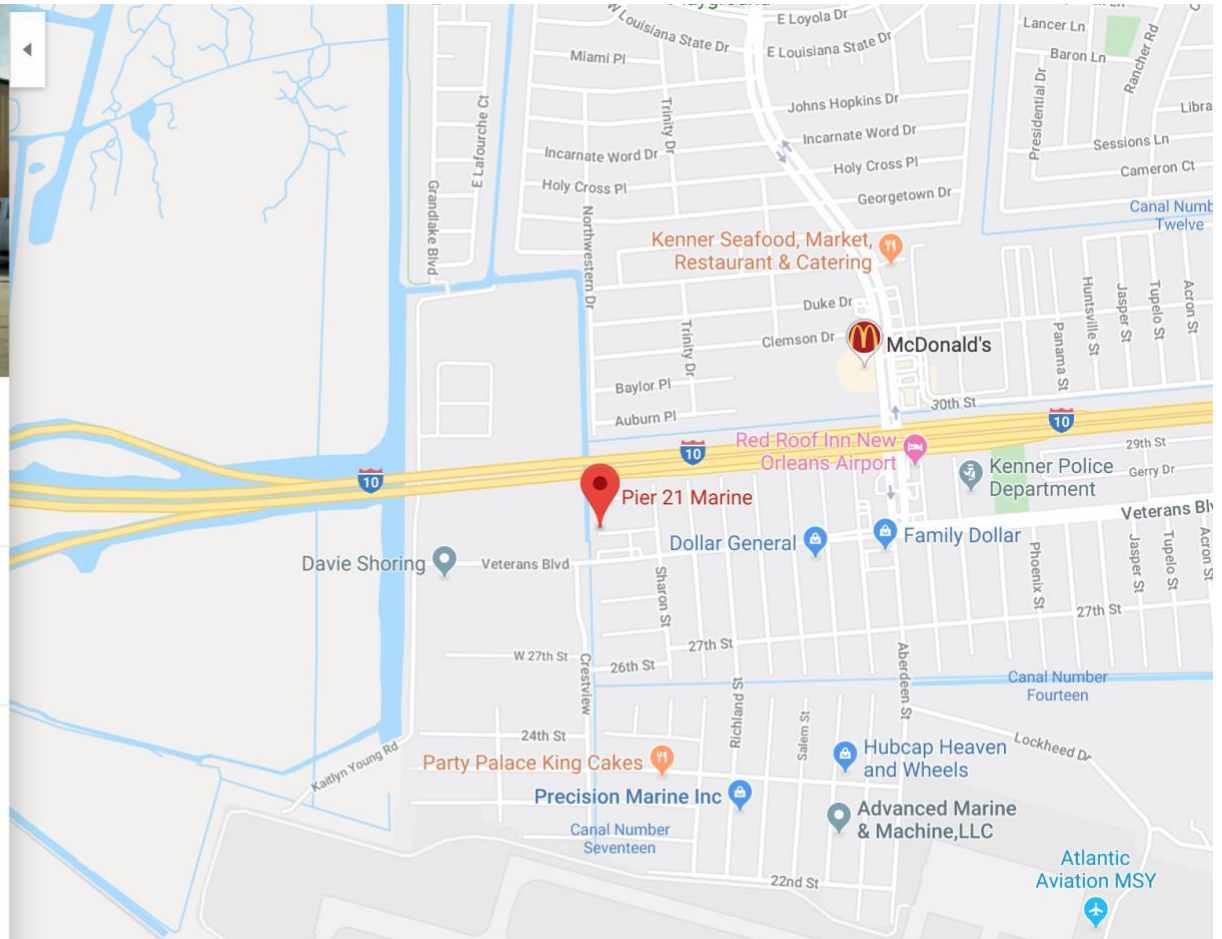 E Loyola Dr
W Louisiana State Dr
E Louisiana State Dr
Lancer Ln
Baron Ln
Rancher Rd
Presidential Dr
Miami Pl
Trinity Dr
Johns Hopkins Dr
E Lafourche Ct
Incarnate Word Dr
Incarnate Word Dr
Sessions Ln
Holy Cross Pl
Cameron Ct
Holy Cross Pl
Georgetown Dr
Grandlake Blvd
Northwestern Dr
Canal Numb
Twelve
Kenner Seafood, Market,
Restaurant & Catering
Duke Dr
Huntsville St
Jasper St
Tupelo St
Acron St
Trinity Dr
Clemson Dr
McDonald's
Panama St
Baylor Pl
Auburn Pl
30th St
10
10
10
Red Roof Inn New
Orleans Airport
29th St
Gerry Dr
Kenner Police
Department
Pier 21 Marine
Veterans Blv
Dollar General
Family Dollar
Davie Shoring
Veterans Blvd
Sharon St
Phoenix St
Jasper St
Tupelo St
Acron St
27th St
27th St
W 27th St
26th St
Crestview
Aberdeen St
Canal Number
Fourteen
Richland St
Salem St
24th St
Lockheed Dr
Kaitlyn Young Rd
Party Palace King Cakes
Hubcap Heaven
and Wheels
Precision Marine Inc
Advanced Marine
& Machine,LLC
Canal Number
Seventeen
22nd St
Atlantic
Aviation MSY